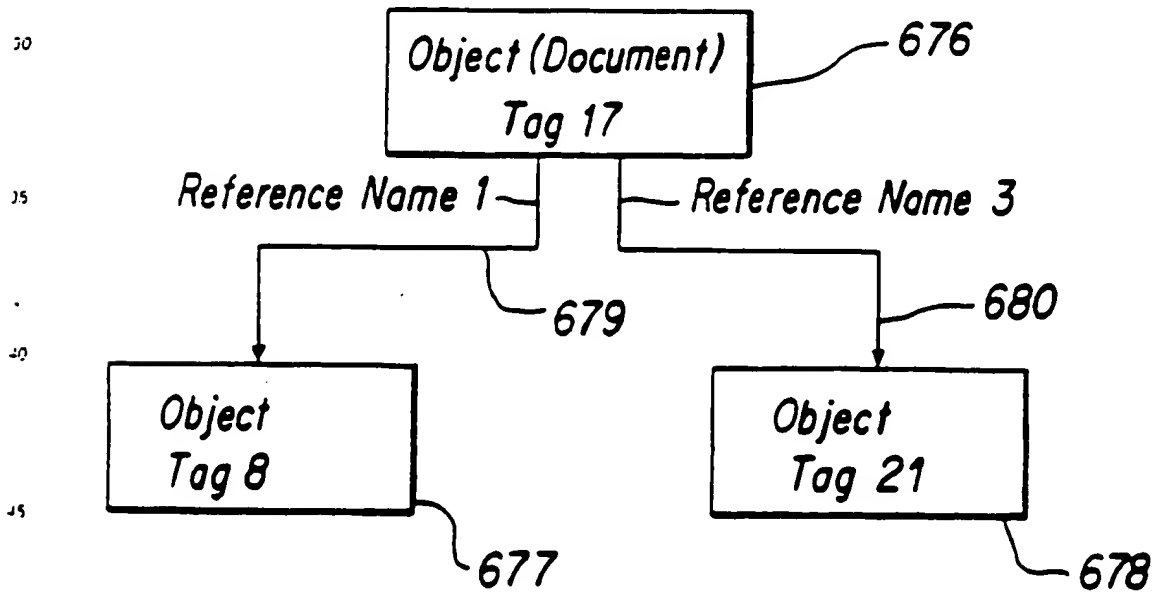 Object (Document)
Tag 17
676
Reference Name 1
Reference Name 3
679
680
Object
Tag 8
677
Object
Tag 21
678